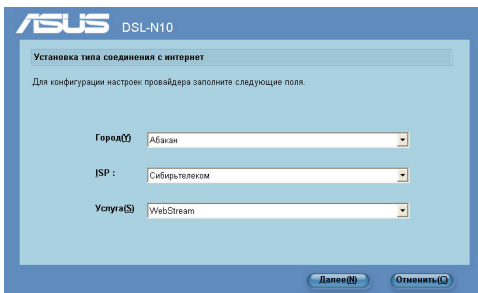 ASUS DSL-N10
Установка типа соединения с интернет
Для конфигурации настроек провайдера заполните следующие поля.
Город(Y) Абакан
ISP : Сибирьтелеком
Услуга(S) WebStream
Далее(N) Отменить(C)